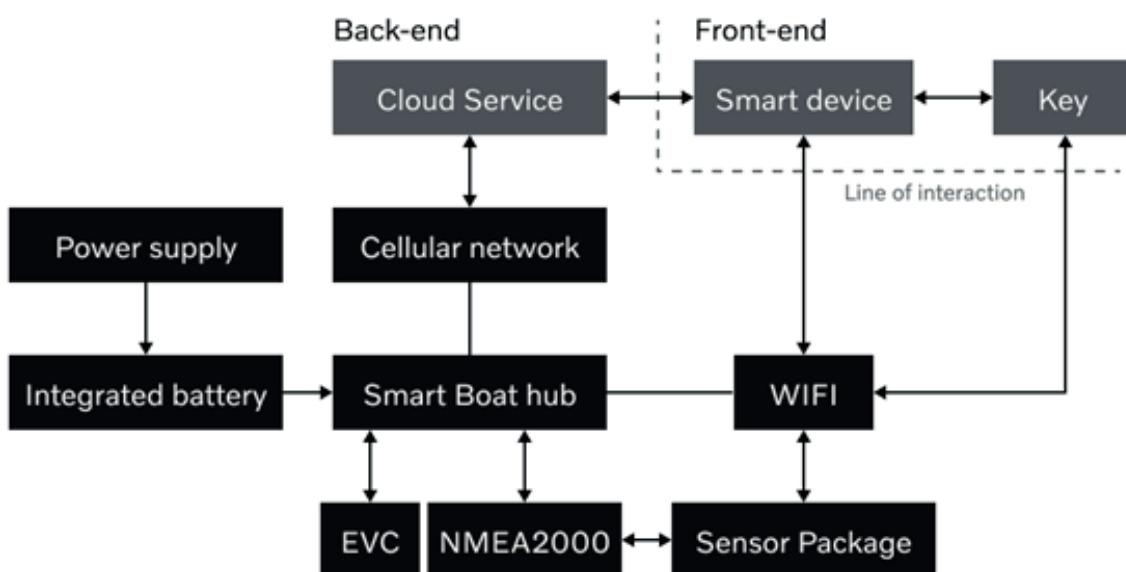 Back-end
Front-end
Cloud Service
Smart device
Key
Line of interaction
Power supply
Cellular network
Integrated battery
Smart Boat hub
WIFI
EVC
NMEA2000
Sensor Package